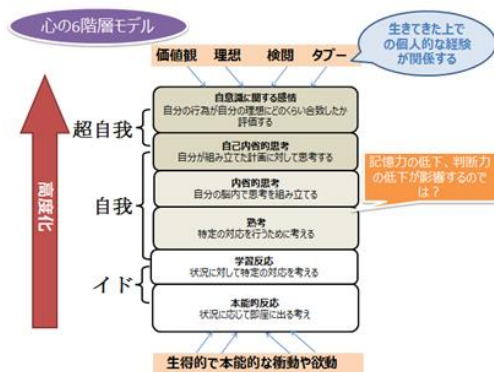 心の6階層モデル
価値観 理想 検閲 タブー
生きてきた上で
の個人的な経験
が関係する
高度化
超自我
自我
イド
自意識に関する感情
自分の行為が自分の理想にどのくらい合致したか
評価する
自己内省的思考
自分が組み立てた計画に対して思考する
内省的思考
自分の脳内で思考を組み立てる
熟考
特定の対応を行うために考える
学習反応
状況に対して特定の対応を考える
本能的反応
状況に応じて即座に出る考え
記憶力の低下、判断力
の低下が影響するので
は？
生得的で本能的な衝動や欲動